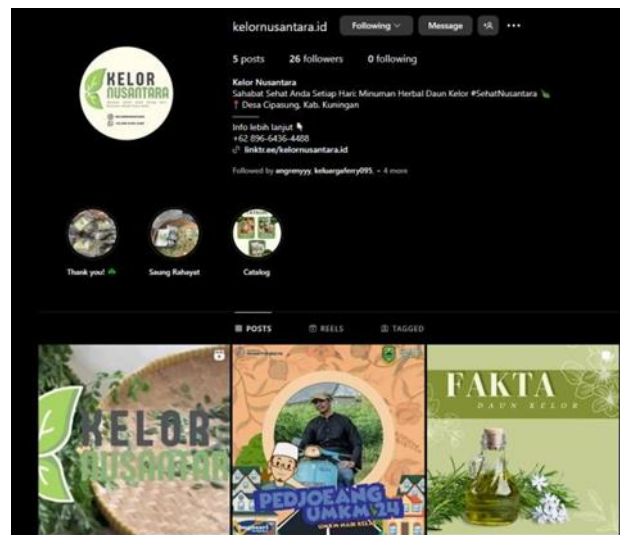 kelornusantara.id Following Message
5 posts 26 followers 0 following
Kelor Nusantara
Sahabat Sehat Anda Setiap Hari: Minuman Herbal Daun Kelor #SehatNusantara
Desa Cipasung, Kab. Kuningan
Info lebih lanjut
+62 896-6436-4488
linktr.ee/kelornusantara.id
Followed by angrenyyy, keluargaferry095, + 4 more
KELOR
NUSANTARA
Thank you! Saung Rahayat Catalog
POSTS REELS TAGGED
KELOR
NUSANTARA
PEDJOEANG
UMKM 24
UMKM NAIK KELAS
FAKTA
DAUN KELOR